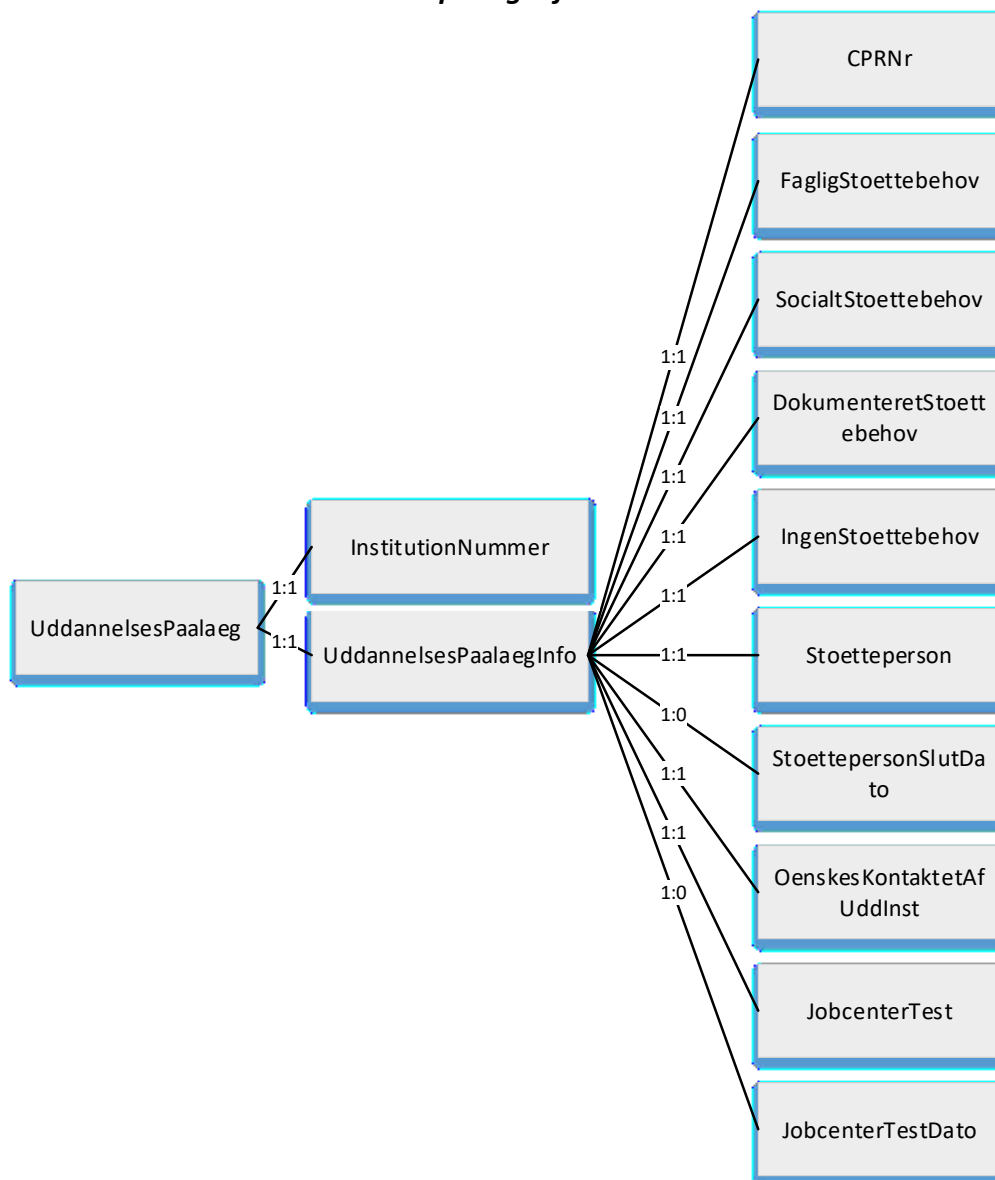 CPRNr
FagligStoettebehov
SocialtStoettebehov
1:1
DokumenteretStoett
ebehov
1:1
1:1
IngenStoettebehov
1:1
InstitutionNummer
1:1
1:1
UddannelsesPaalaeg
1:1
UddannelsesPaalaegInfo
1:1
Stoetteperson
1:0
StoettepersonSlutDa
to
1:1
1:1
OenskesKontaktetAf
UddInst
1:0
JobcenterTest
JobcenterTestDato